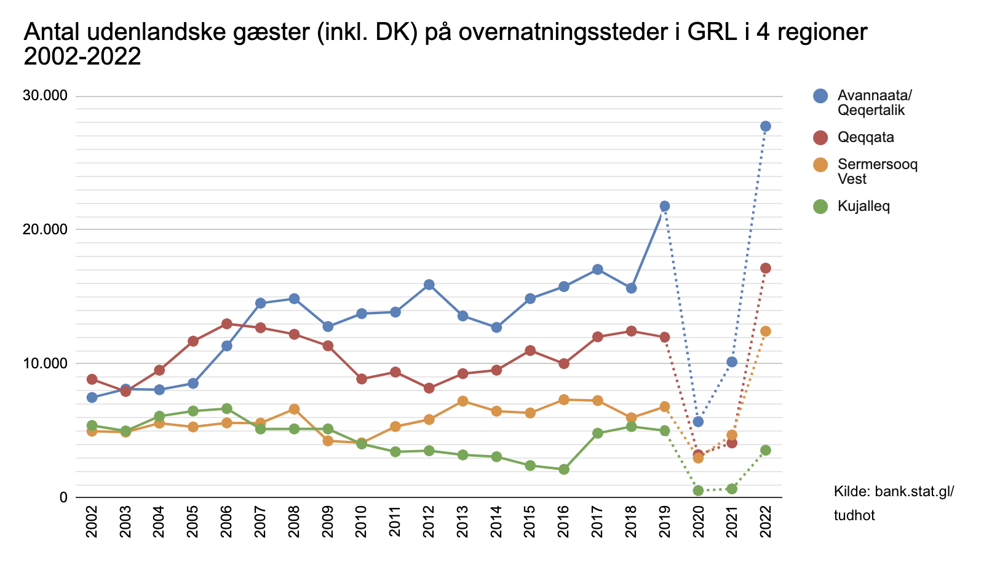 Antal udenlandske gæster (inkl. DK) på overnatningssteder i GRL i 4 regioner
2002-2022
30.000
20.000
10.000
0
2002
2003
2004
2005
2006
2007
2008
2009
2010
2011
2012
2013
2014
2015
2016
2017
2018
2019
2020
2021
2022
Avannaata/
Qeqertalik
Qeqqata
Sermersooq
Vest
Kujalleq
Kilde: bank.stat.gl/
tudhot